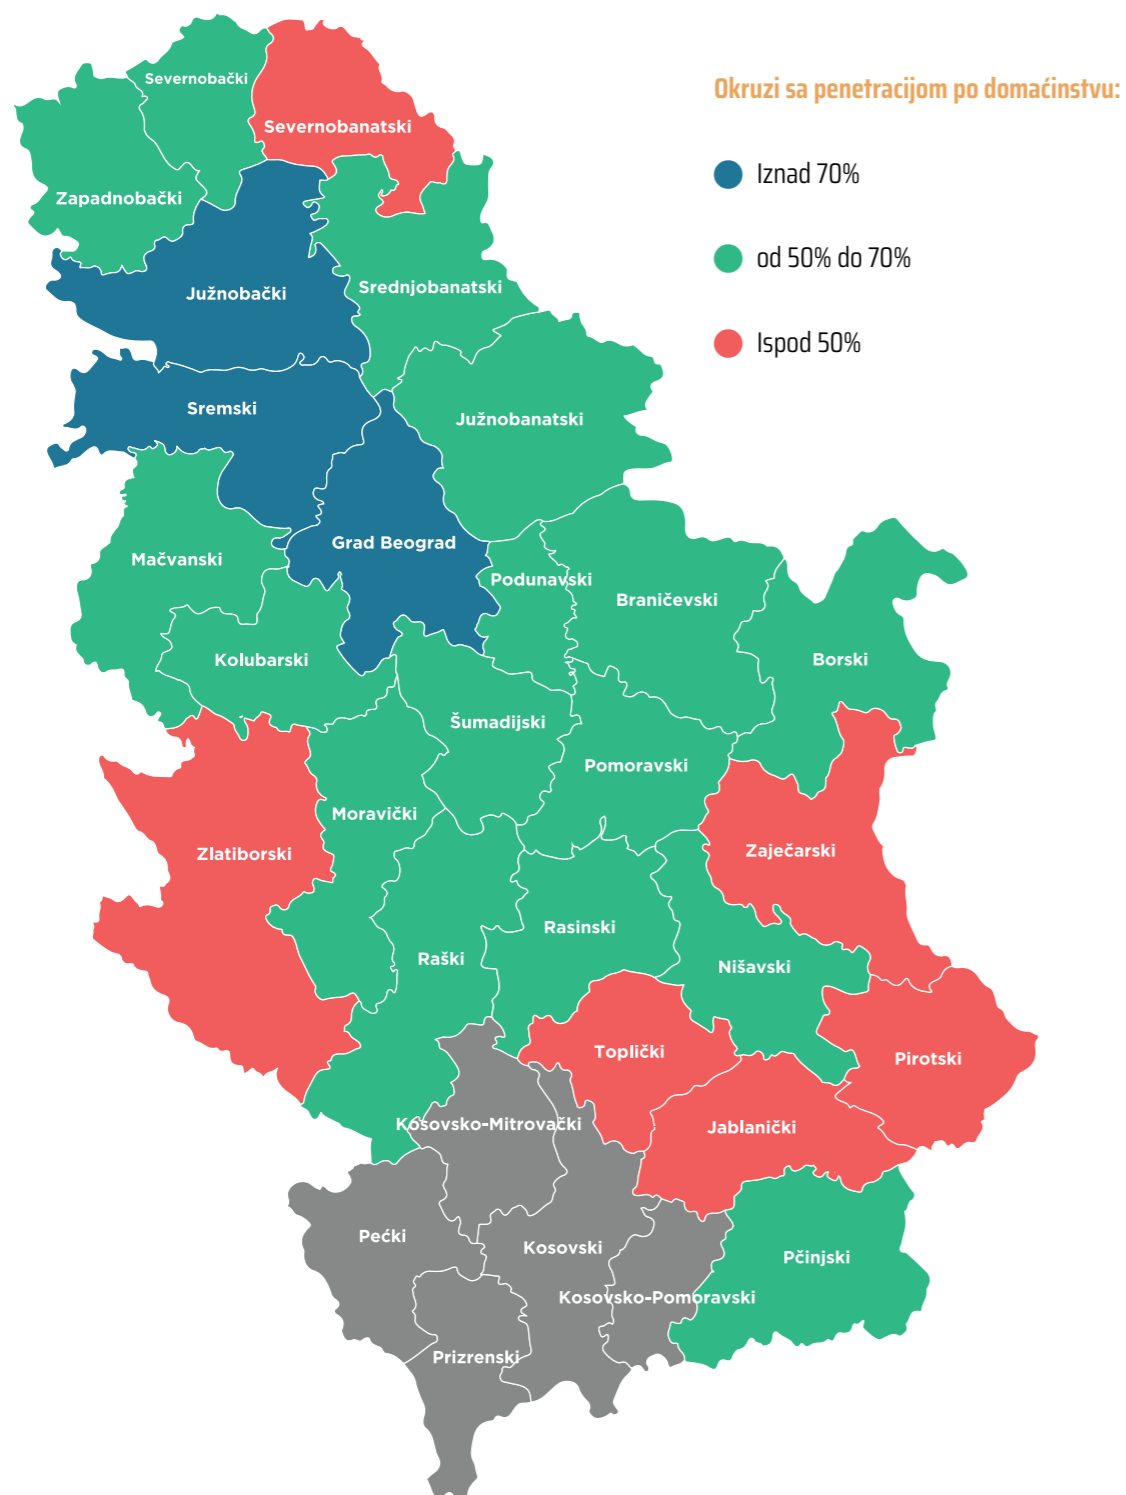 Severnobački
Okruzi sa penetracijom po domaćinstvu:
Severnobanatski
Iznad 70%
Zapadnobački
od 50% do 70%
Južnobački
Srednjobanatski
Ispod 50%
Sremski
Južnobanatski
Grad Beograd
Mačvanski
Podunavski
Braničevski
Kolubarski
Borski
Šumadijski
Pomoravski
Moravički
Zlatiborski
Zaječarski
Rasinski
Raški
Nišavski
Toplički
Pirotski
Kosovsko-Mitrovački
Jablanički
Pećki
Kosovski
Pčinjski
Kosovsko-Pomoravski
Prizrenski